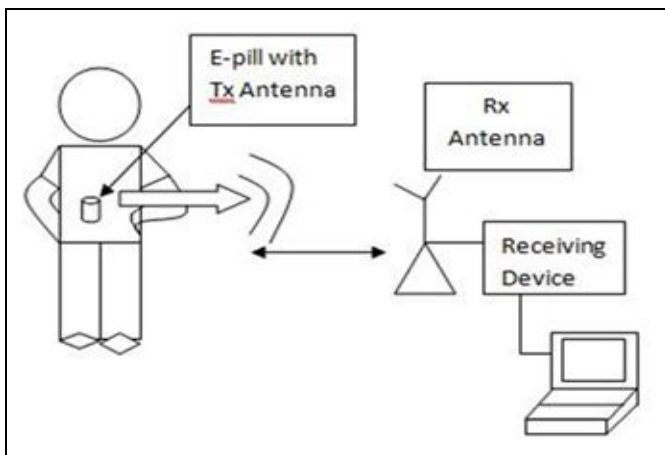 E-pill with
Tx Antenna
Rx
Antenna
Receiving
Device